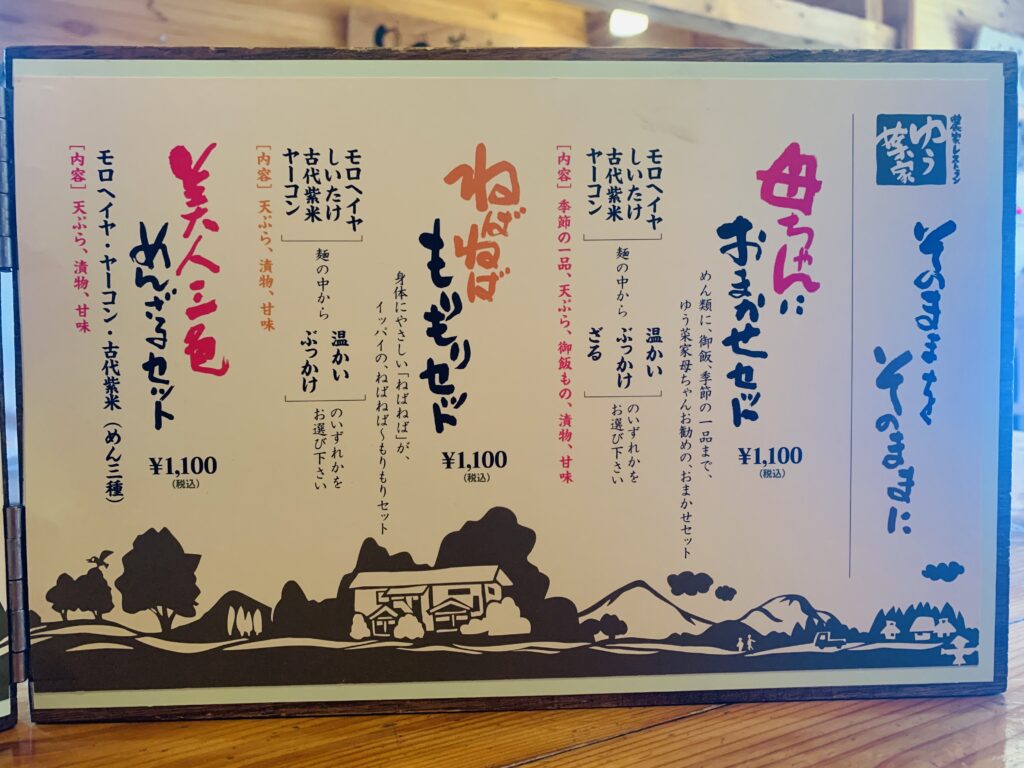 農家レストラン
ゆう菜家
そのまちを
そのままに
母ちゃんに
おまかせセット
¥1,100
(税込)
めん類に、御飯、季節の一品まで、
ゆう菜家母ちゃんお勧めの、おまかせセット
モロヘイヤ
しいたけ
古代紫米
ヤーコン
麺の中から
温かい
ぶっかけ
ざる
のいずれかを
お選び下さい
［内容］季節の一品、天ぷら、御飯もの、漬物、甘味
ねばねば
もりもりセット
¥1,100
(税込)
身体にやさしい「ねばねば」が、
イッパイの、ねばねば～もりもりセット
モロヘイヤ
しいたけ
古代紫米
ヤーコン
麺の中から
温かい
ぶっかけ
のいずれかを
お選び下さい
［内容］天ぷら、漬物、甘味
美人三色
めんざるセット
¥1,100
(税込)
モロヘイヤ・ヤーコン・古代紫米（めん三種）
［内容］天ぷら、漬物、甘味